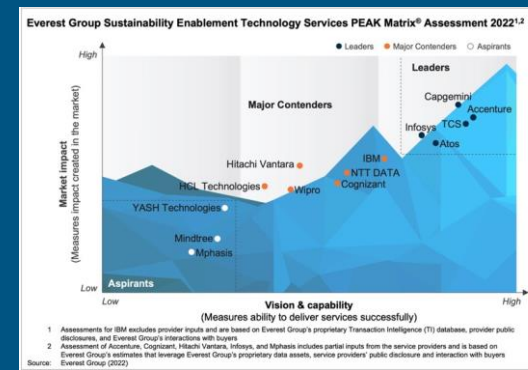 Everest Group Sustainability Enablement Technology Services PEAK Matrix® Assessment 2022¹,²
Leaders Major Contenders Aspirants
High
Leaders
Major Contenders
Capgemini
Accenture
TCS
Infosys
Atos
IBM
Hitachi Vantara
NTT DATA
HCL Technologies
Wipro
Cognizant
YASH Technologies
Mindtree
Mphasis
Aspirants
Market impact
(Measures impact created in the market)
Low
Low
High
Vision & capability
(Measures ability to deliver services successfully)
1 Assessments for IBM excludes provider inputs and are based on Everest Group's proprietary Transaction Intelligence (TI) database, provider public
disclosures, and Everest Group's interactions with buyers
2 Assessment of Accenture, Cognizant, Hitachi Vantara, Infosys, and Mphasis includes partial inputs from the service providers and is based on
Everest Group's estimates that leverage Everest Group's proprietary data assets, service providers' public disclosure and interaction with buyers
Source: Everest Group (2022)